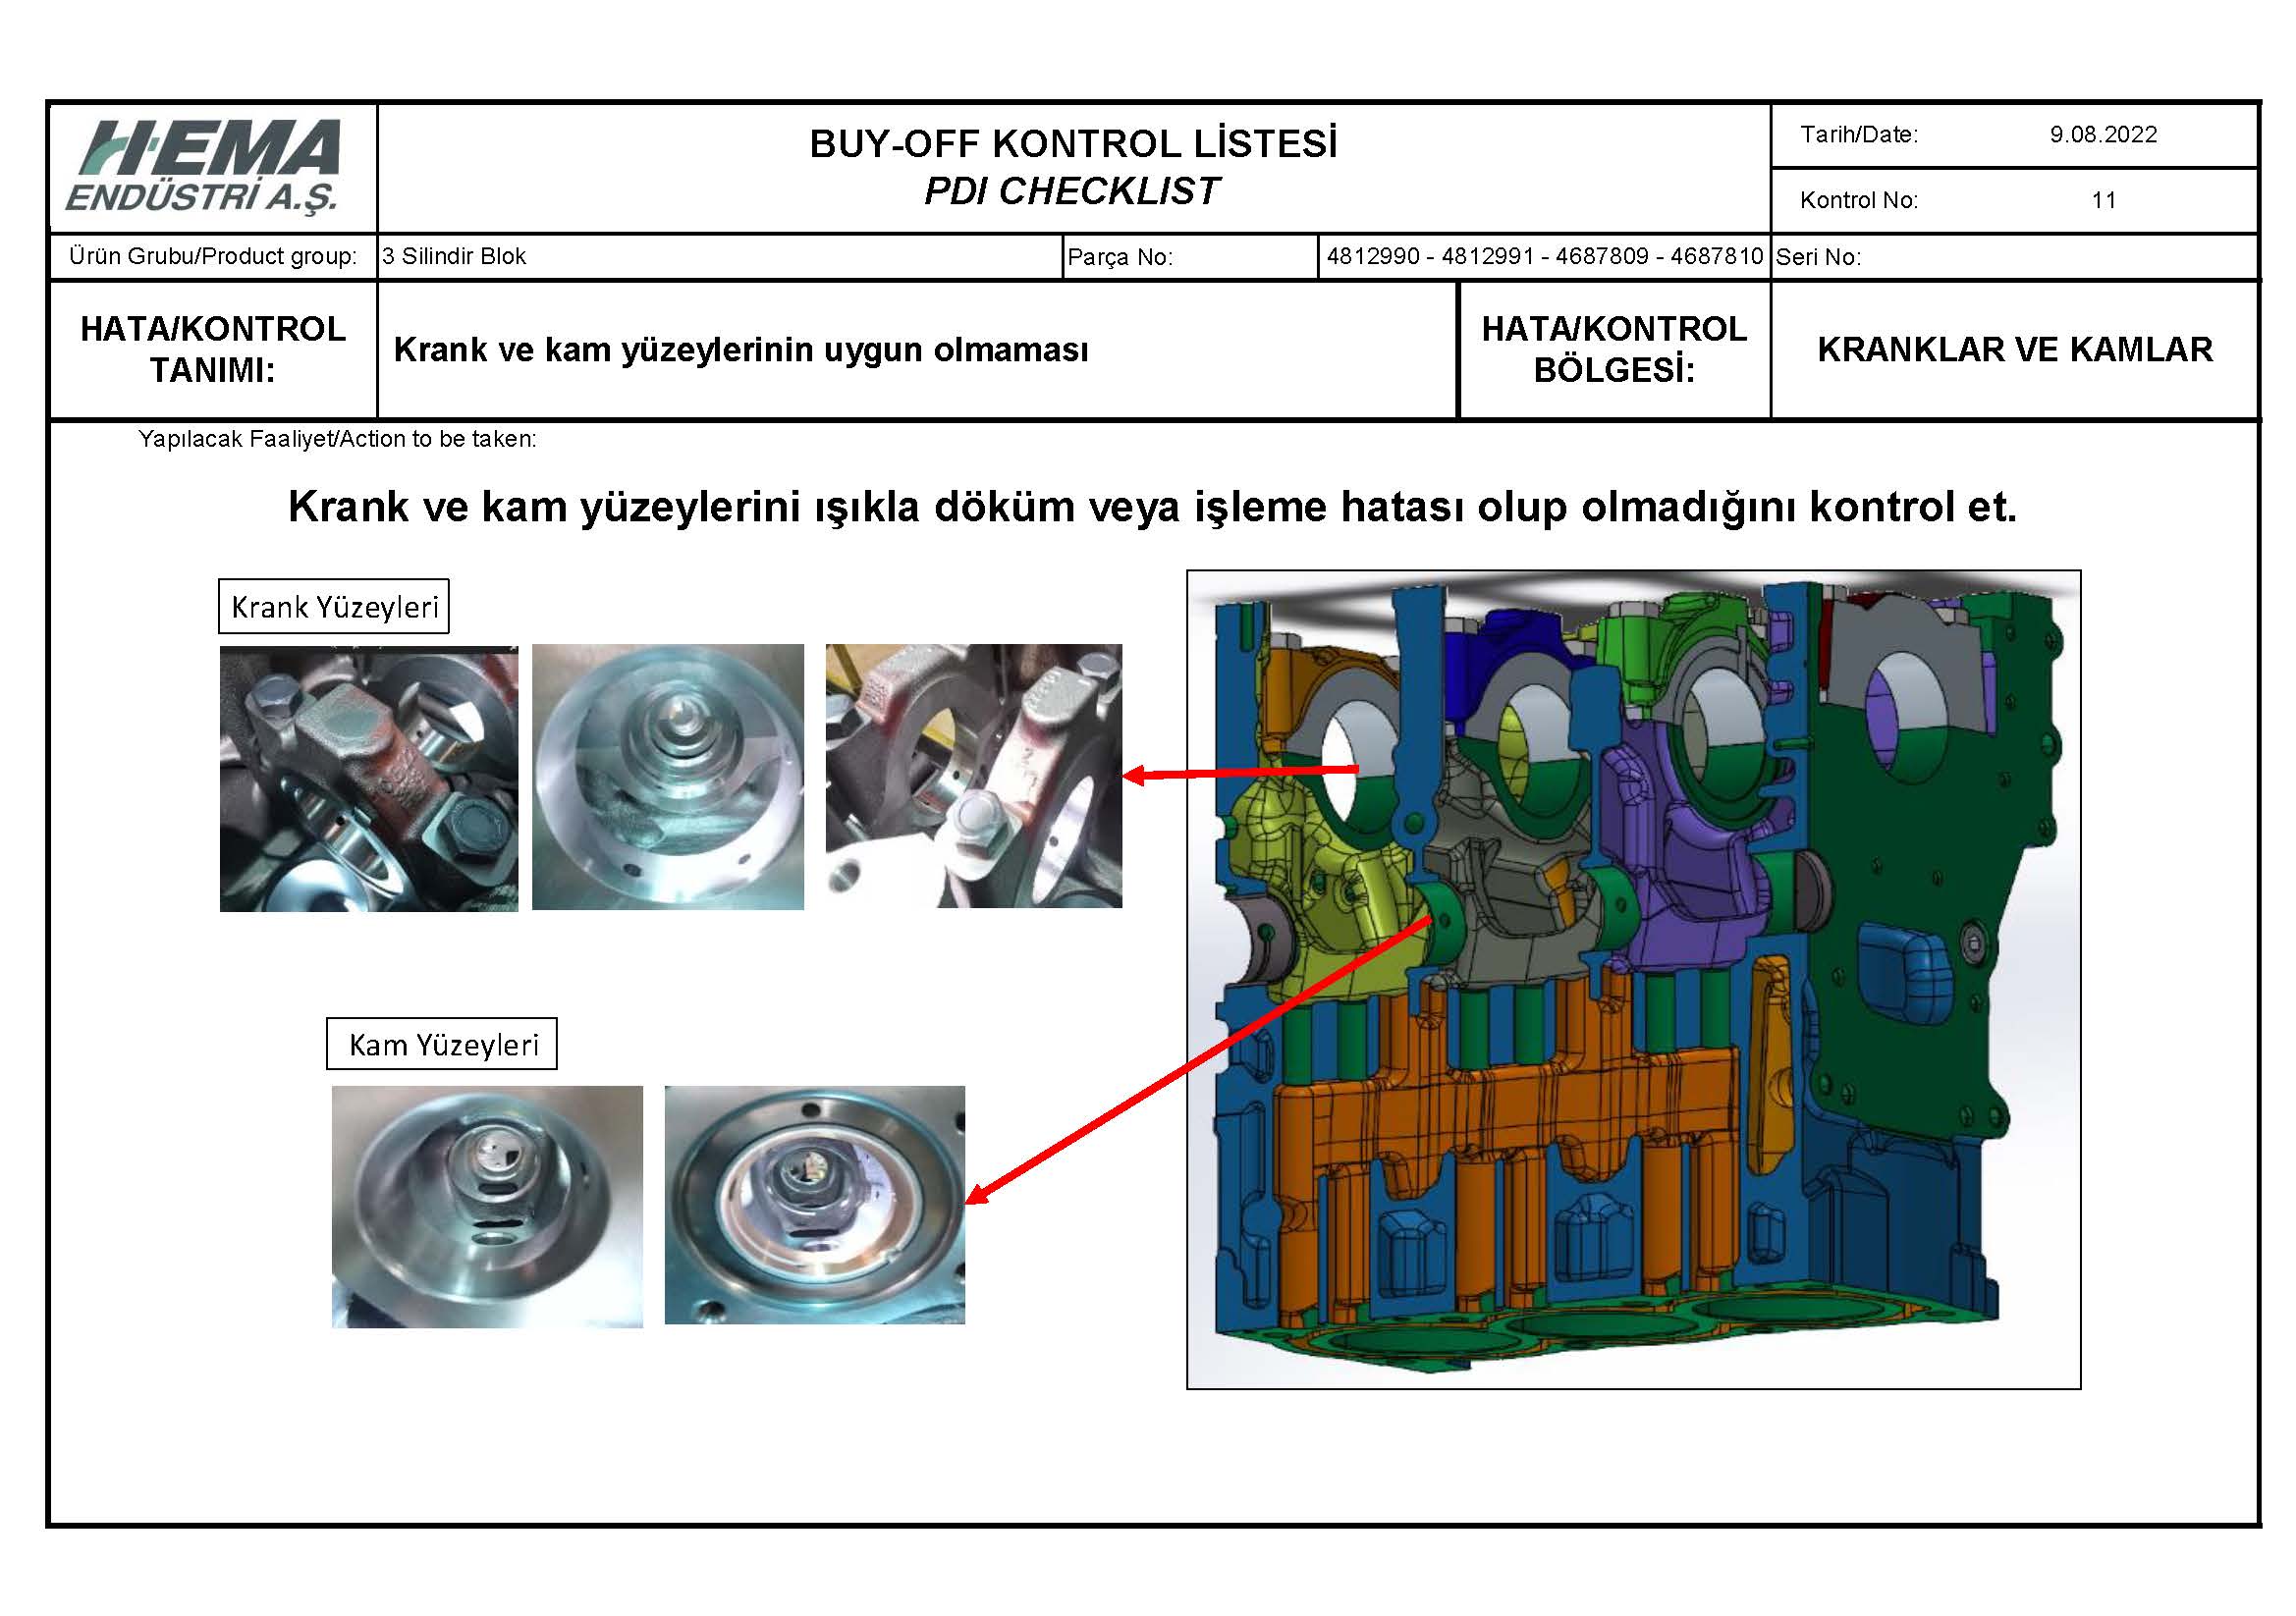 HEMA
ENDÜSTRİ A.Ş.
BUY-OFF KONTROL LİSTESİ
PDI CHECKLIST
Tarih/Date: 9.08.2022
Kontrol No: 11
Ürün Grubu/Product group: 3 Silindir Blok Parça No: 4812990 - 4812991 - 4687809 - 4687810 Seri No:
HATA/KONTROL
TANIMI:
Krank ve kam yüzeylerinin uygun olmaması
HATA/KONTROL
BÖLGESİ:
KRANKLAR VE KAMLAR
Yapılacak Faaliyet/Action to be taken:
Krank ve kam yüzeylerini ışıkla döküm veya işleme hatası olup olmadığını kontrol et.
Krank Yüzeyleri
Kam Yüzeyleri